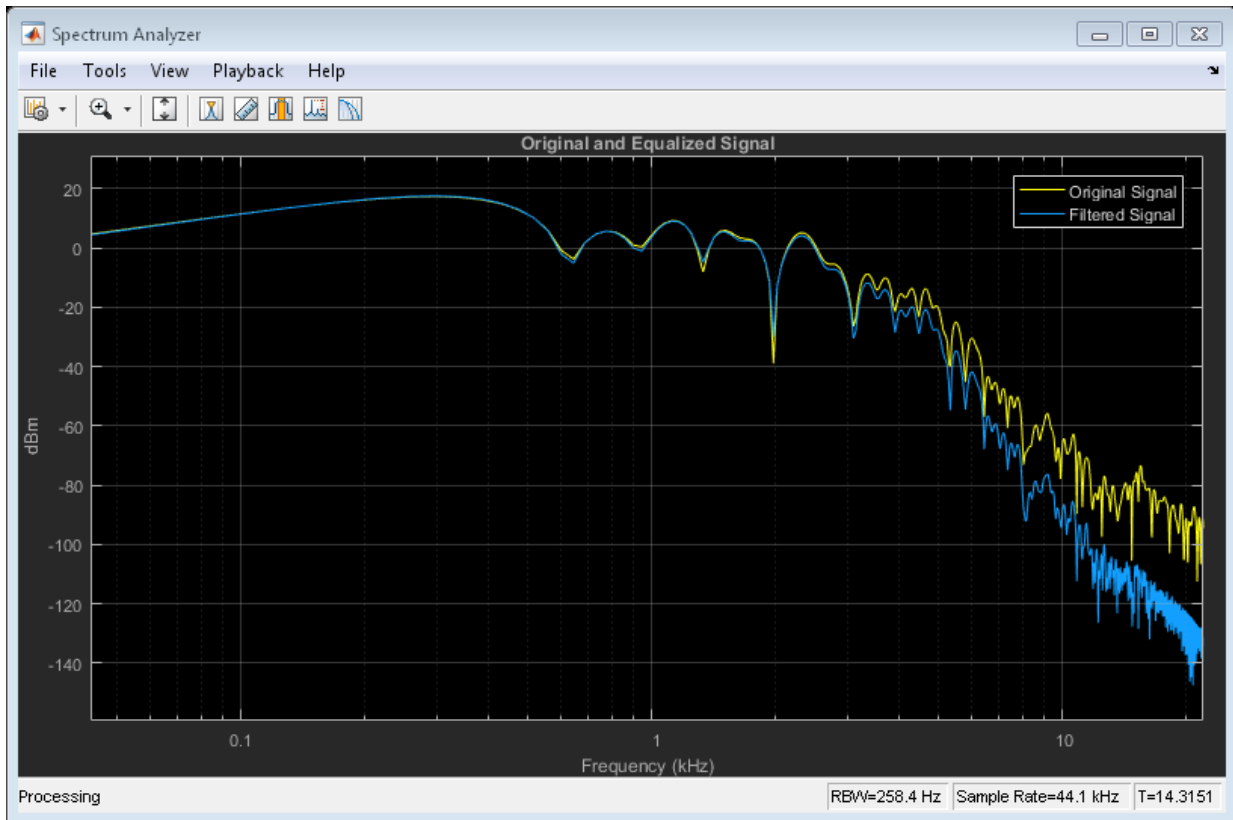 Spectrum Analyzer
File Tools View Playback Help
Original and Equalized Signal
Original Signal
Filtered Signal
20
0
-20
-40
-60
-80
-100
-120
-140
dBm
0.1 1 10
Frequency (kHz)
Processing RBW=258.4 Hz Sample Rate=44.1 kHz T=14.3151